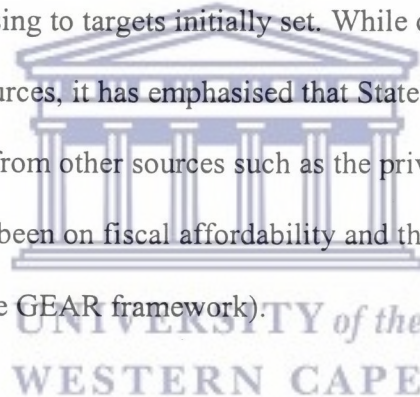 sing to targets initially set. While
urces, it has emphasised that State
from other sources such as the priv
been on fiscal affordability and th
e GEAR framework).
UNIVERSITY of the
WESTERN CAPE